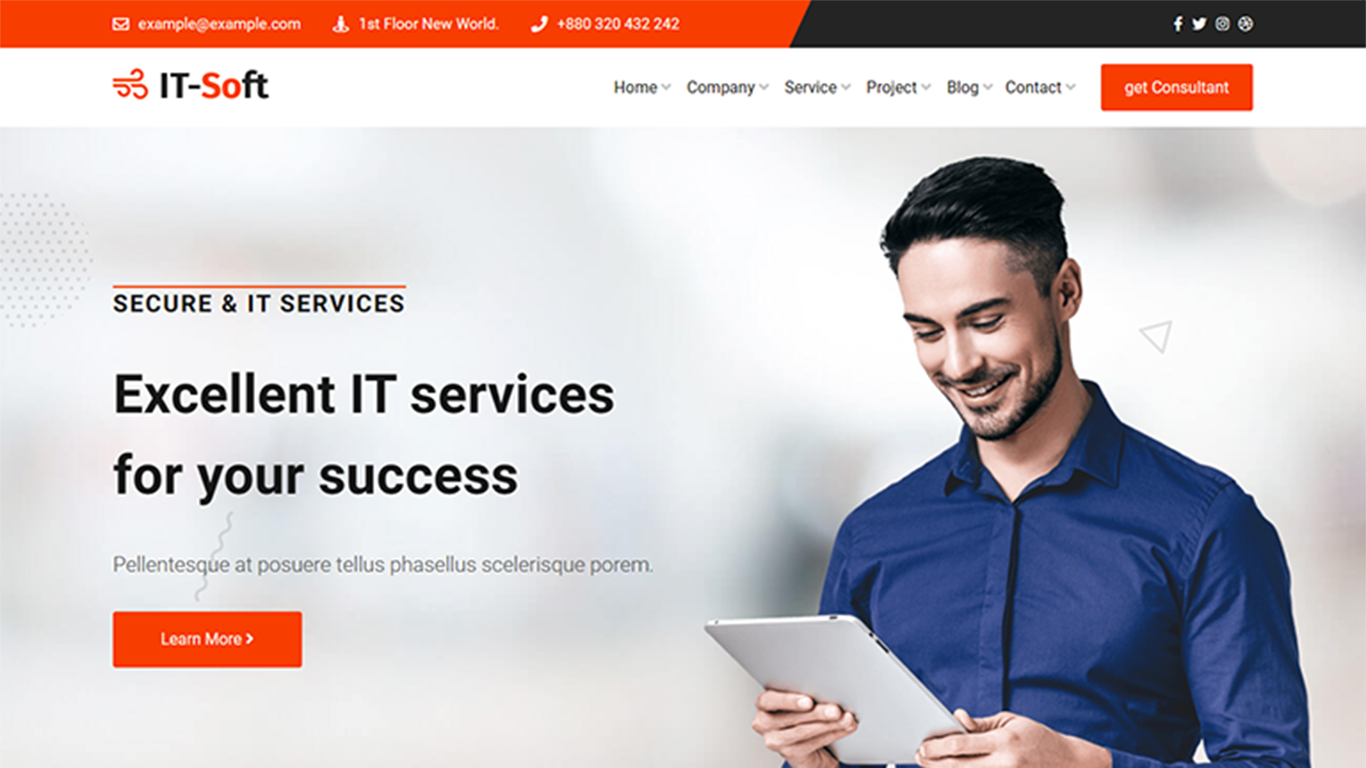 example@example.com 1st Floor New World. +880 320 432 242
IT-Soft
Home Company Service Project Blog Contact get Consultant
SECURE & IT SERVICES
Excellent IT services
for your success
Pellentesque at posuere tellus phasellus scelerisque porem.
Learn More